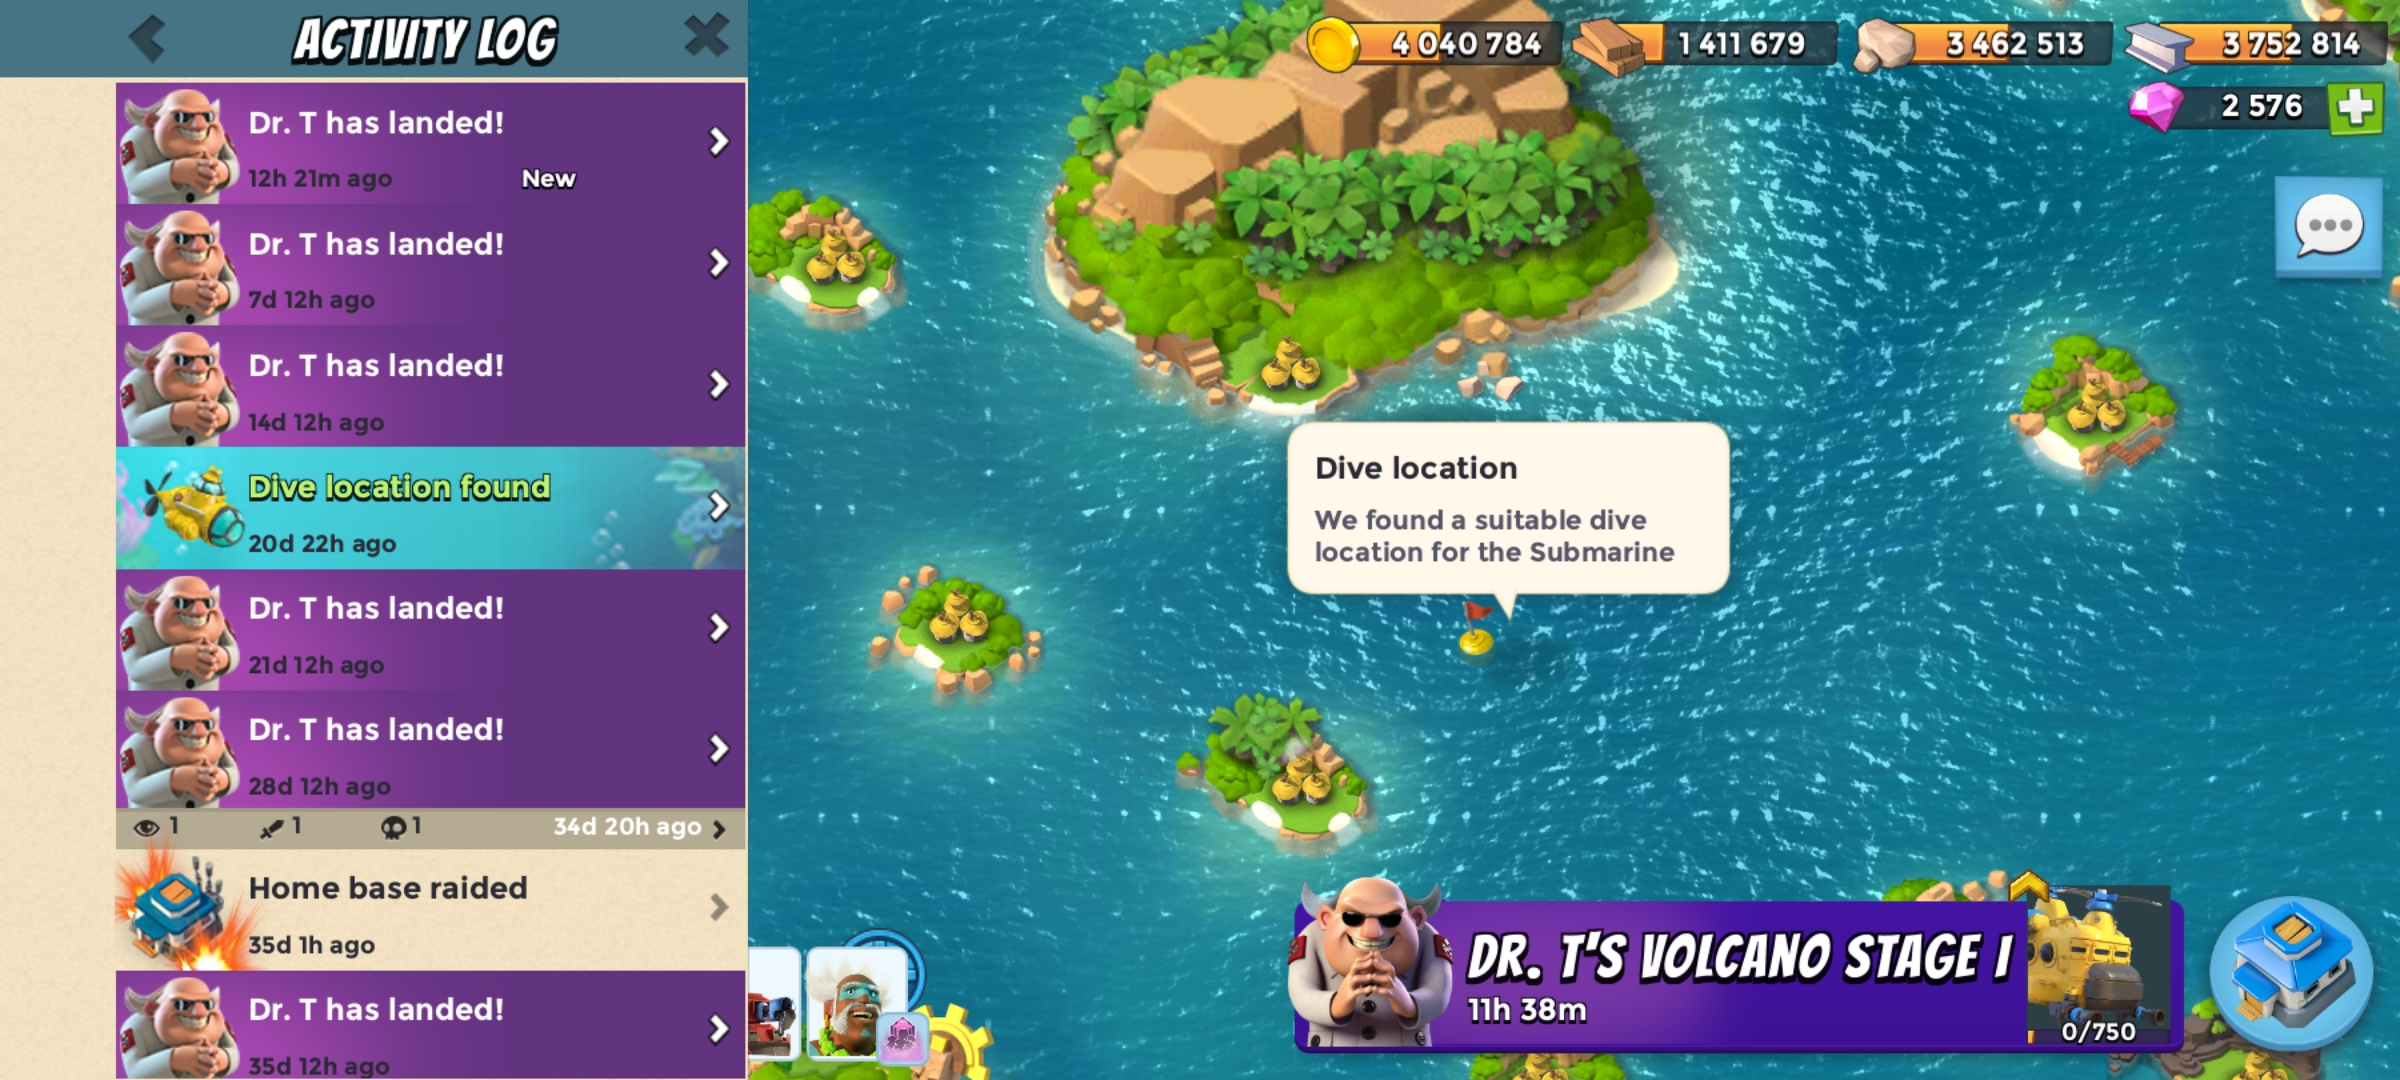 ACTIVITY LOG
Dr. T has landed!
12h 21m ago
New
Dr. T has landed!
7d 12h ago
Dr. T has landed!
14d 12h ago
Dive location found
20d 22h ago
Dr. T has landed!
21d 12h ago
Dr. T has landed!
28d 12h ago
1 1 1 34d 20h ago
Home base raided
35d 1h ago
Dr. T has landed!
35d 12h ago
4 040 784 1 411 679 3 462 513 3 752 814
2 576
Dive location
We found a suitable dive
location for the Submarine
DR. T'S VOLCANO STAGE I
11h 38m
0/750